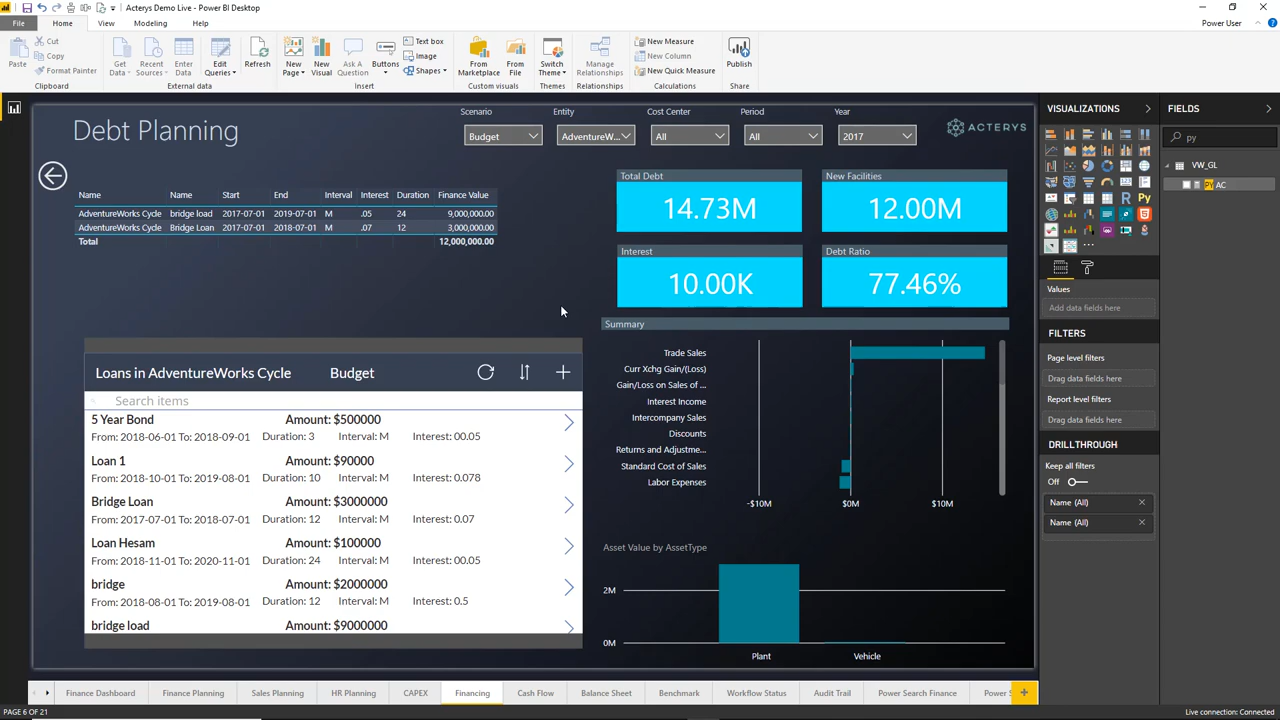 Acterys Demo Live - Power BI Desktop
File Home View Modeling Help Power User
Paste Cut Copy Format Painter Clipboard
Get Data Recent Sources Enter Data Edit Queries Refresh External data
New Page New Visual Ask A Question Buttons Text box Image Shapes Insert
From Marketplace From File Custom visuals
Switch Theme Themes
Manage Relationships Relationships
New Measure New Column New Quick Measure Calculations
Publish Share
Debt Planning
Scenario Entity Cost Center Period Year
Budget AdventureW... All All 2017
ACTERYS
Name Name Start End Interval Interest Duration Finance Value
AdventureWorks Cycle bridge load 2017-07-01 2019-07-01 M .05 24 9,000,000.00
AdventureWorks Cycle Bridge Loan 2017-07-01 2018-07-01 M .07 12 3,000,000.00
Total 12,000,000.00
Total Debt New Facilities
14.73M 12.00M
Interest Debt Ratio
10.00K 77.46%
Loans in AdventureWorks Cycle Budget
Search items
5 Year Bond Amount: $500000
From: 2018-06-01 To: 2018-09-01 Duration: 3 Interval: M Interest: 00.05
Loan 1 Amount: $90000
From: 2018-10-01 To: 2019-08-01 Duration: 10 Interval: M Interest: 0.078
Bridge Loan Amount: $3000000
From: 2017-07-01 To: 2018-07-01 Duration: 12 Interval: M Interest: 0.07
Loan Hesam Amount: $100000
From: 2018-11-01 To: 2020-11-01 Duration: 24 Interval: M Interest: 00.05
bridge Amount: $2000000
From: 2018-08-01 To: 2019-08-01 Duration: 12 Interval: M Interest: 0.5
bridge load Amount: $9000000
Summary
Trade Sales
Curr Xchg Gain/(Loss)
Gain/Loss on Sales of ...
Interest Income
Intercompany Sales
Discounts
Returns and Adjustme...
Standard Cost of Sales
Labor Expenses
-$10M $0M $10M
Asset Value by AssetType
2M
0M
Plant Vehicle
VISUALIZATIONS
R Py
Values
Add data fields here
FILTERS
Page level filters
Drag data fields here
Report level filters
Drag data fields here
DRILLTHROUGH
Keep all filters
Off
Name (All)
Name (All)
FIELDS
py
VW_GL
PY AC
Finance Dashboard Finance Planning Sales Planning HR Planning CAPEX Financing Cash Flow Balance Sheet Benchmark Workflow Status Audit Trail Power Search Finance Power S
PAGE 6 OF 21 Live connection: Connected